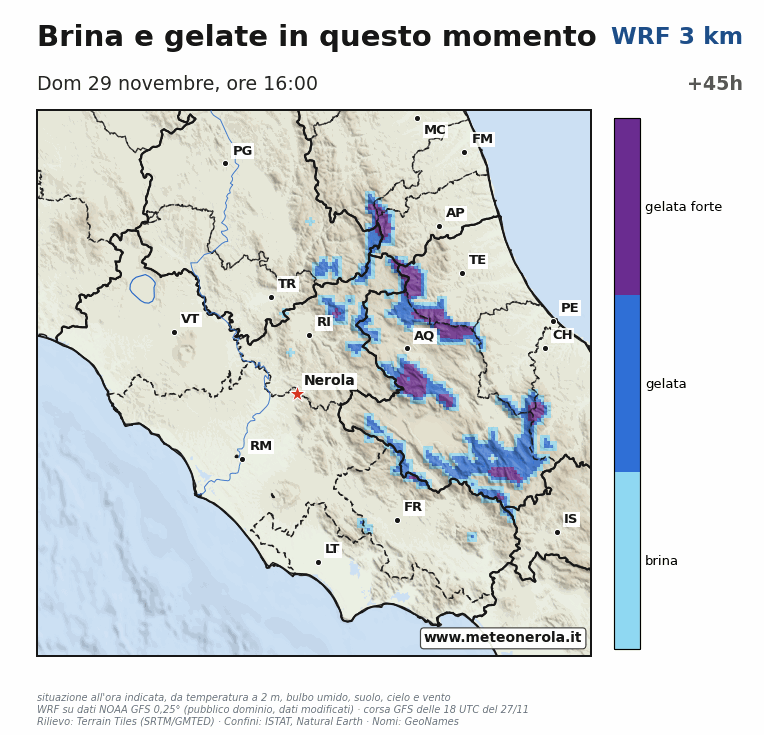 Brina e gelate in questo momento WRF 3 km
Dom 29 novembre, ore 16:00 +45h
MC
FM
PG
AP
TE
TR
PE
VT
RI
AQ
CH
Nerola
RM
FR
IS
LT
gelata forte
gelata
brina
www.meteonerola.it
situazione all'ora indicata, da temperatura a 2 m, bulbo umido, suolo, cielo e vento
WRF su dati NOAA GFS 0,25° (pubblico dominio, dati modificati) · corsa GFS delle 18 UTC del 27/11
Rilievo: Terrain Tiles (SRTM/GMTED) · Confini: ISTAT, Natural Earth · Nomi: GeoNames